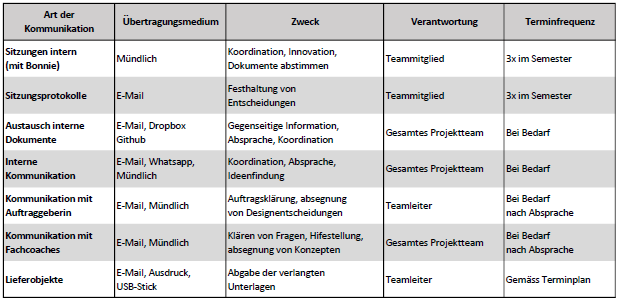 Art der
Kommunikation
Übertragungsmedium
Zweck
Verantwortung
Terminfrequenz
Sitzungen intern
(mit Bonnie)
Mündlich
Koordination, Innovation,
Dokumente abstimmen
Teammitglied
3x im Semester
Sitzungsprotokolle
E-Mail
Festhaltung von
Entscheidungen
Teammitglied
3x im Semester
Austausch interne
Dokumente
E-Mail, Dropbox
Github
Gegenseitige Information,
Absprache, Koordination
Gesamtes Projektteam
Bei Bedarf
Interne
Kommunikation
E-Mail, Whatsapp,
Mündlich
Koordination, Absprache,
Ideenfindung
Gesamtes Projektteam
Bei Bedarf
Kommunikation mit
Auftraggeberin
E-Mail, Mündlich
Auftragsklärung, absegnung
von Designentscheidungen
Teamleiter
Bei Bedarf
nach Absprache
Kommunikation mit
Fachcoaches
E-Mail, Mündlich
Klären von Fragen, Hifestellung,
absegnung von Konzepten
Gesamtes Projektteam
Bei Bedarf
nach Absprache
Lieferobjekte
E-Mail, Ausdruck,
USB-Stick
Abgabe der verlangten
Unterlagen
Teamleiter
Gemäss Terminplan